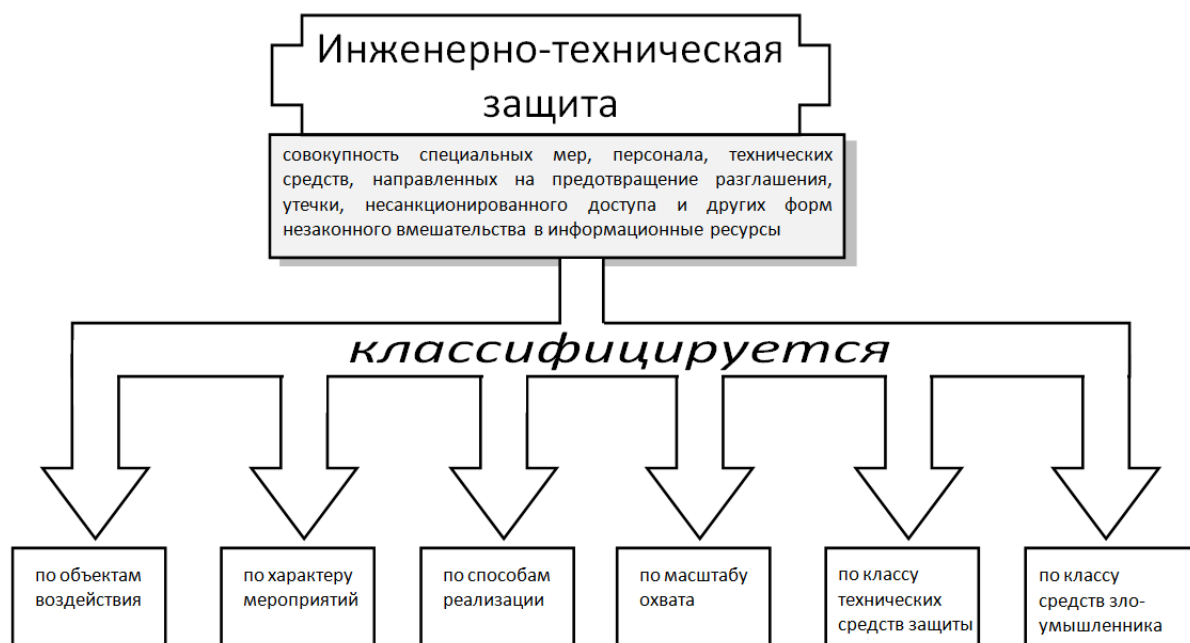 Инженерно-техническая
защита
совокупность специальных мер, персонала, технических
средств, направленных на предотвращение разглашения,
утечки, несанкционированного доступа и других форм
незаконного вмешательства в информационные ресурсы
классифицируется
по объектам
воздействия
по характеру
мероприятий
по способам
реализации
по масштабу
охвата
по классу
технических
средств защиты
по классу
средств зло-
умышленника